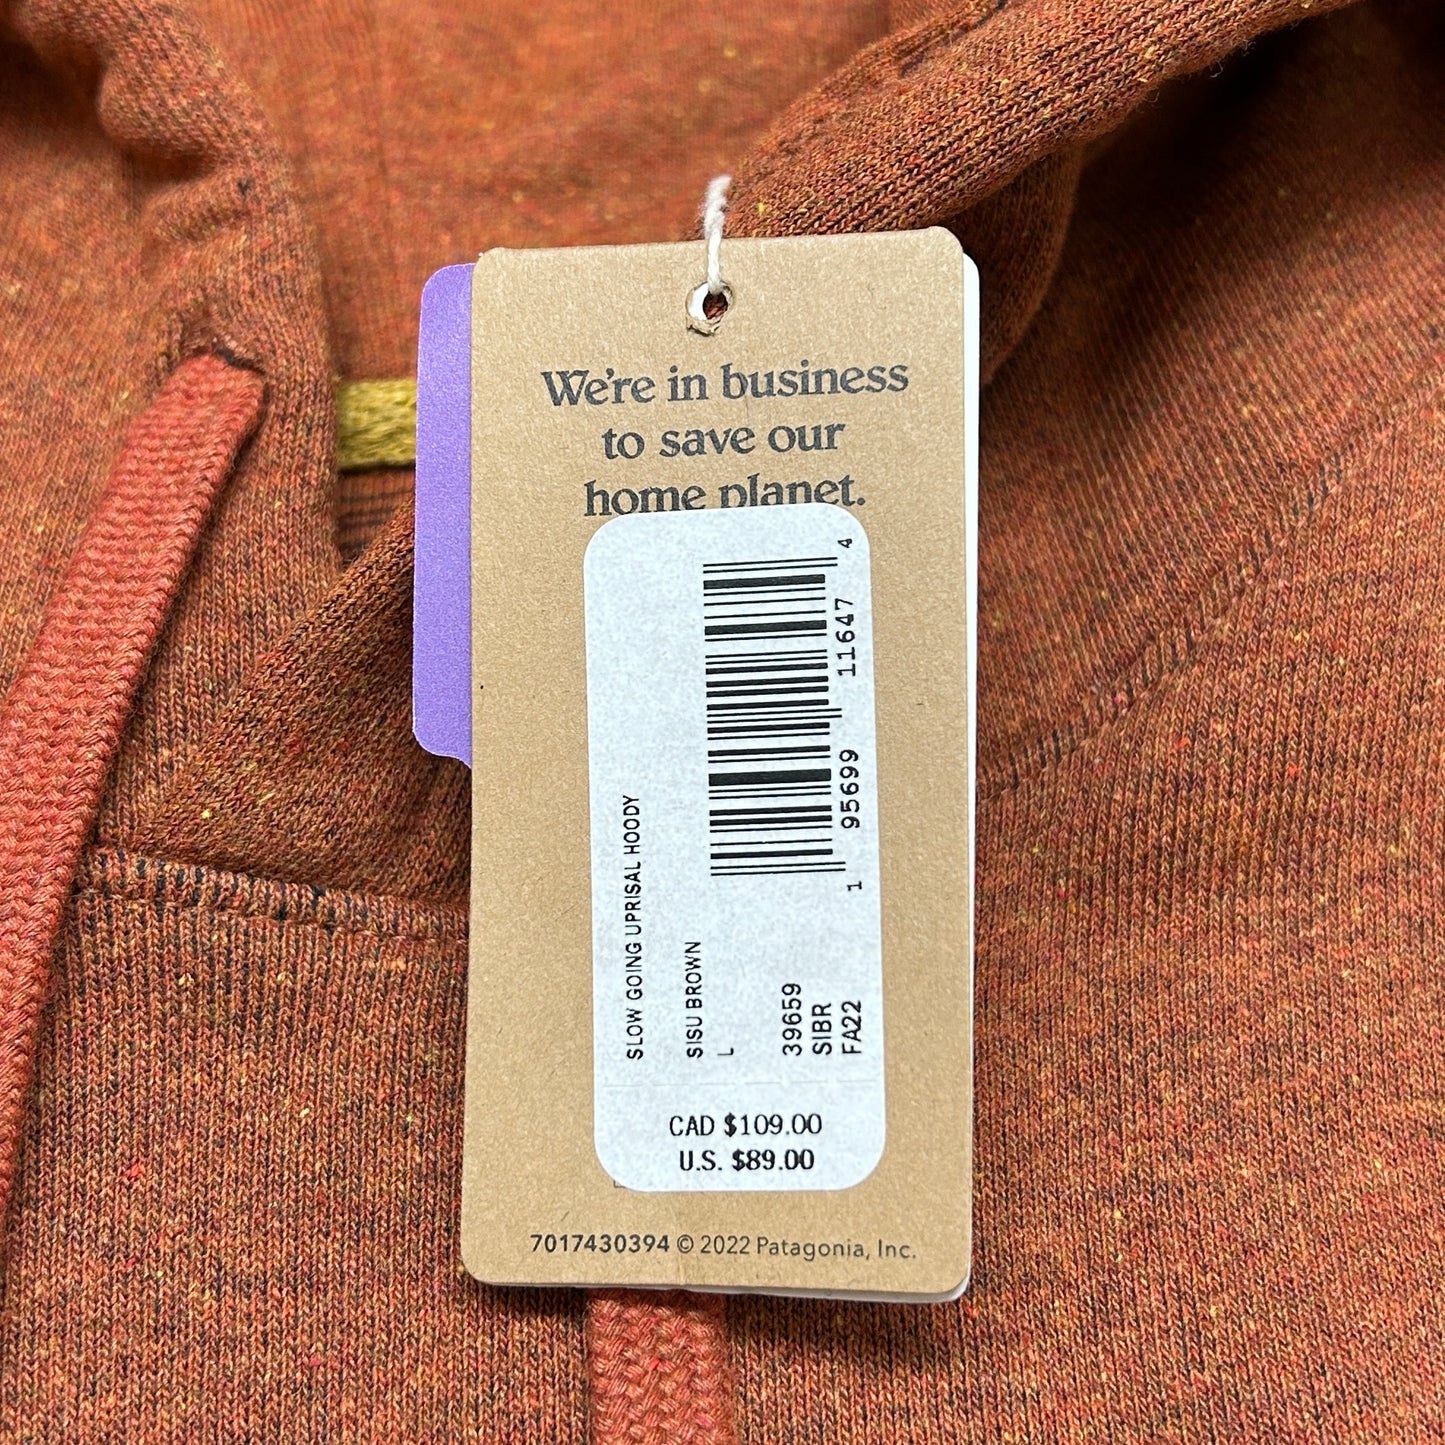 We're in business
to save our
home planet.
SLOW GOING UPRISAL HOODY
SISU BROWN
L
39659
SIBR
FA22
1 95699 11647 4
CAD $109.00
U.S. $89.00
7017430394 © 2022 Patagonia, Inc.